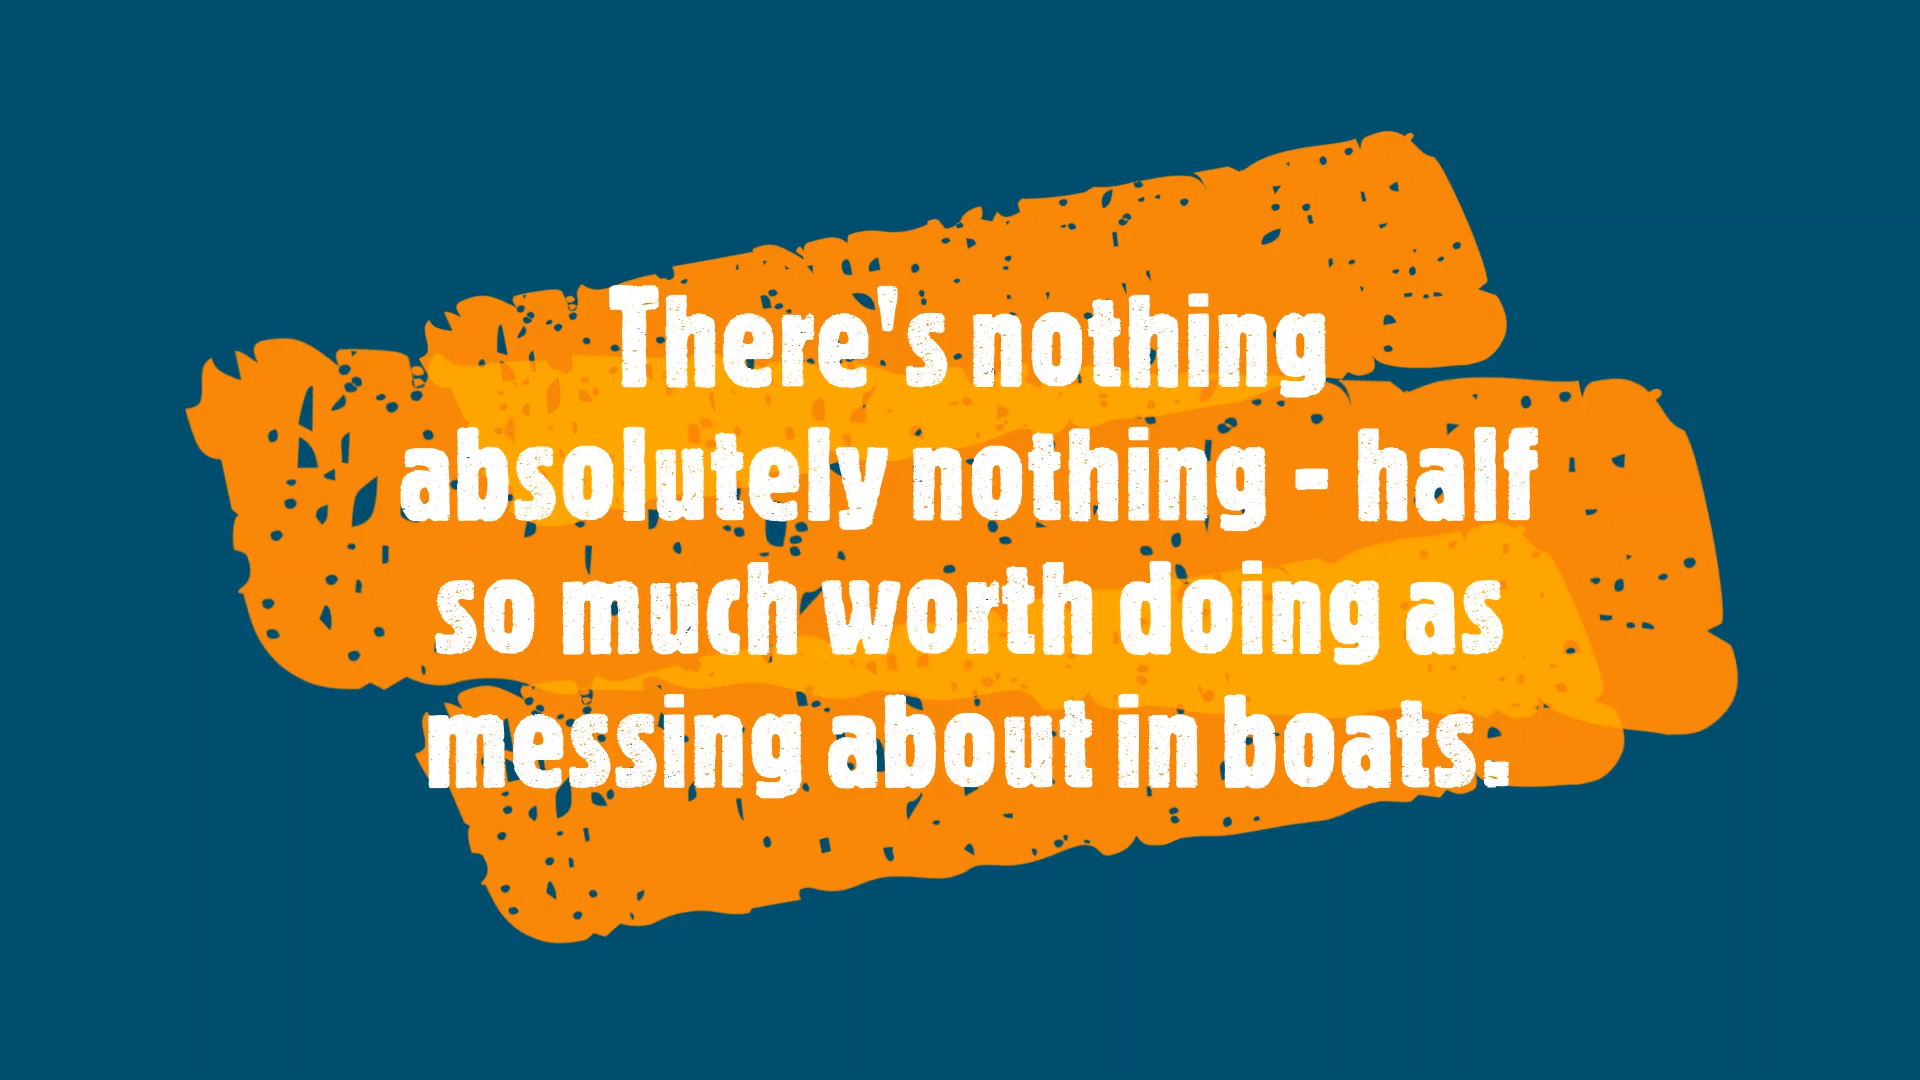 There's nothing
absolutely nothing - half
so much worth doing as
messing about in boats.